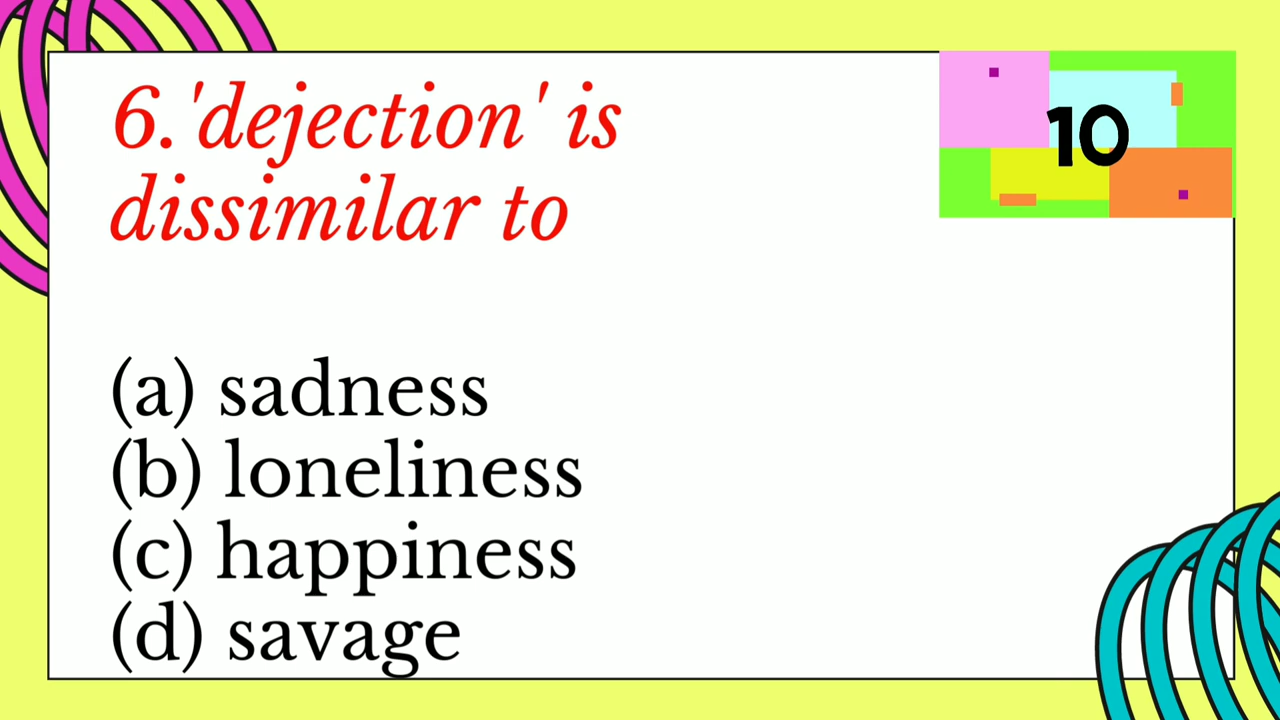 6.'dejection' is
dissimilar to
10
(a) sadness
(b) loneliness
(c) happiness
(d) savage